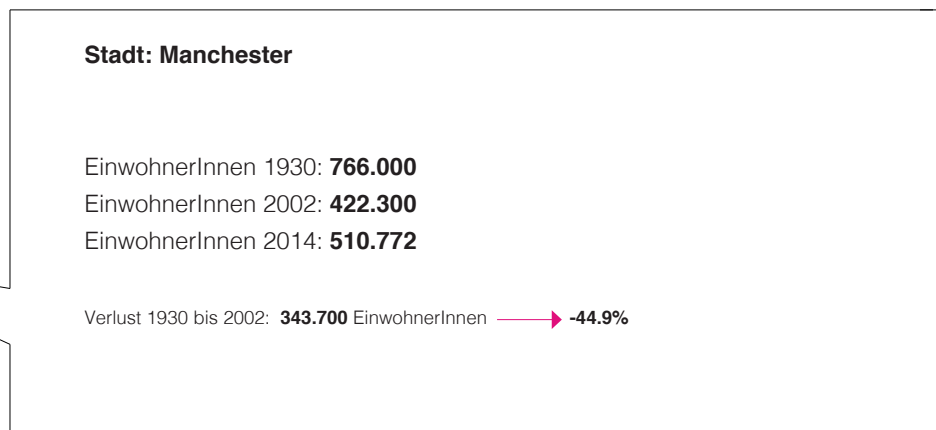 Stadt: Manchester
EinwohnerInnen 1930: 766.000
EinwohnerInnen 2002: 422.300
EinwohnerInnen 2014: 510.772
Verlust 1930 bis 2002: 343.700 EinwohnerInnen -44.9%